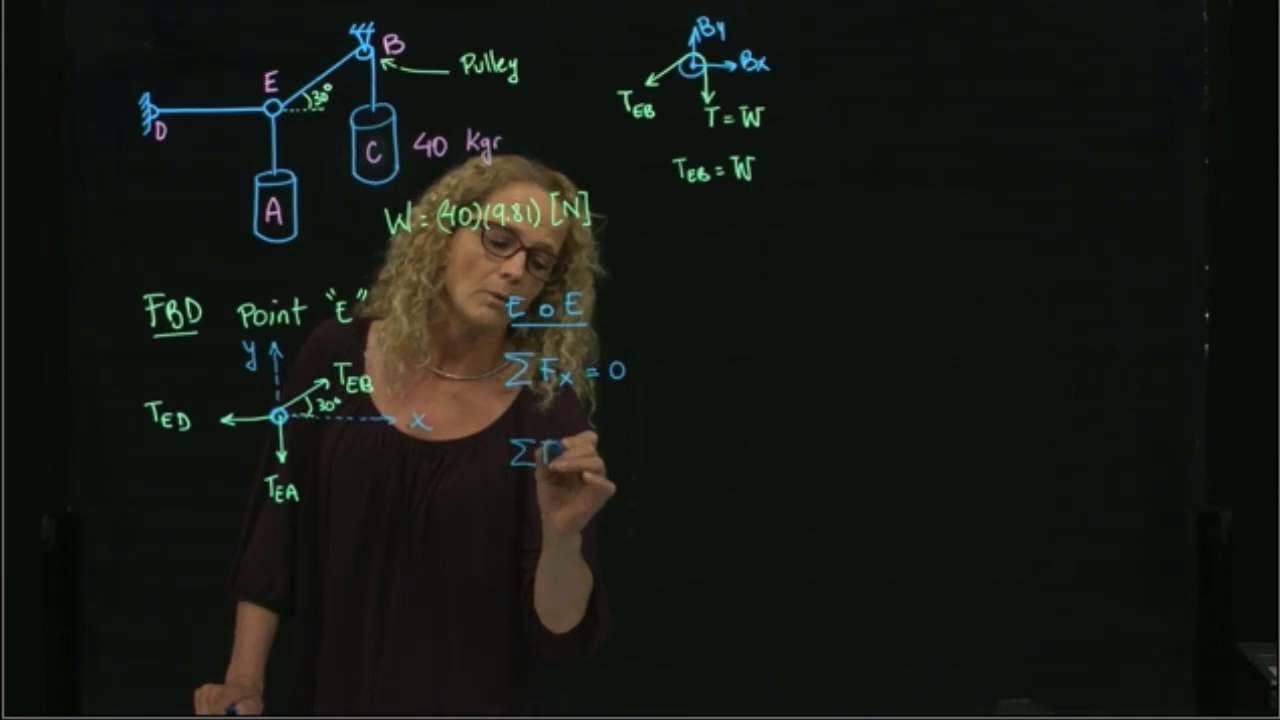 B
Pulley
E
30°
D
C
40 Kgr
A
W = (40)(9.81) [N]
By
Bx
TEB
T = W
TEB = W
FBD Point "E"
y
TEB
30°
TED
x
TEA
E o E
ΣFx = 0
Σ